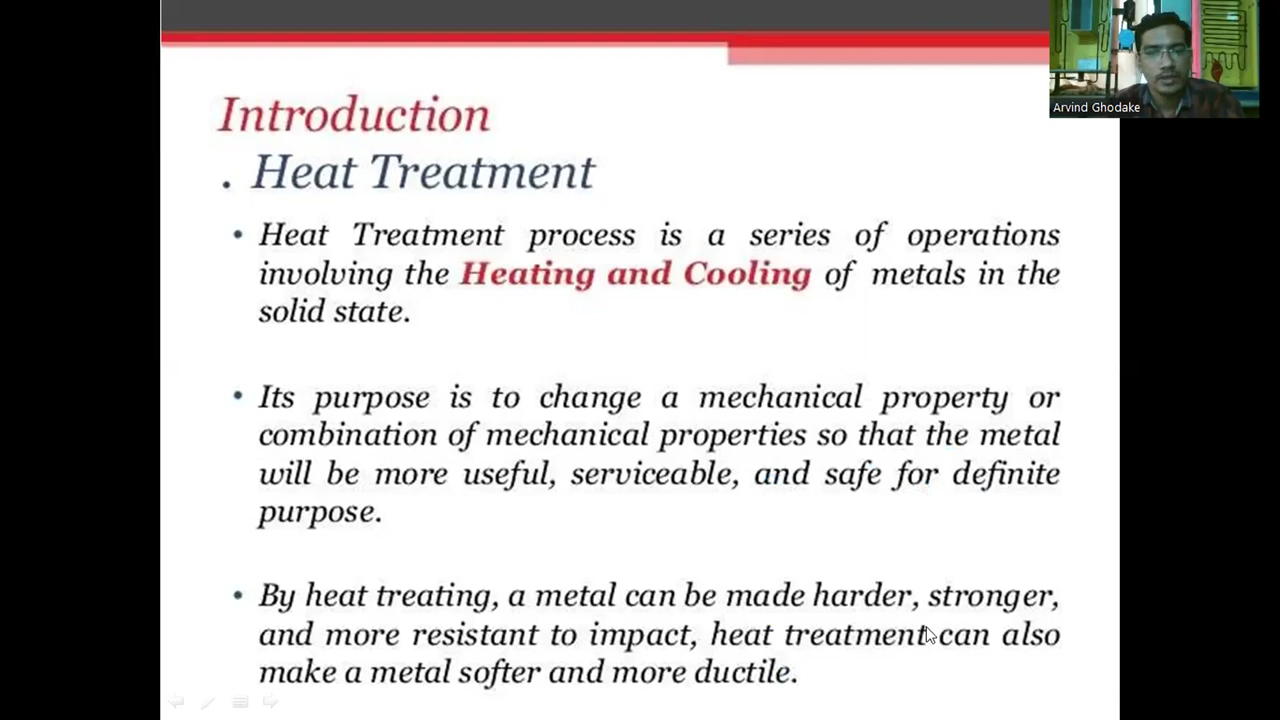 Introduction
. Heat Treatment
• Heat Treatment process is a series of operations
involving the Heating and Cooling of metals in the
solid state.
• Its purpose is to change a mechanical property or
combination of mechanical properties so that the metal
will be more useful, serviceable, and safe for definite
purpose.
• By heat treating, a metal can be made harder, stronger,
and more resistant to impact, heat treatment can also
make a metal softer and more ductile.
Arvind Ghodake